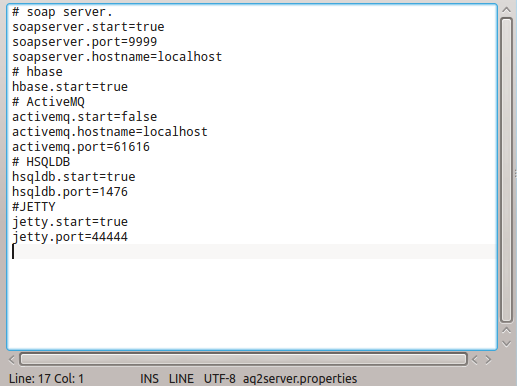 # soap server.
soapserver.start=true
soapserver.port=9999
soapserver.hostname=localhost
# hbase
hbase.start=true
# ActiveMQ
activemq.start=false
activemq.hostname=localhost
activemq.port=61616
# HSQLDB
hsqldb.start=true
hsqldb.port=1476
#JETTY
jetty.start=true
jetty.port=44444
Line: 17 Col: 1 INS LINE UTF-8 aq2server.properties